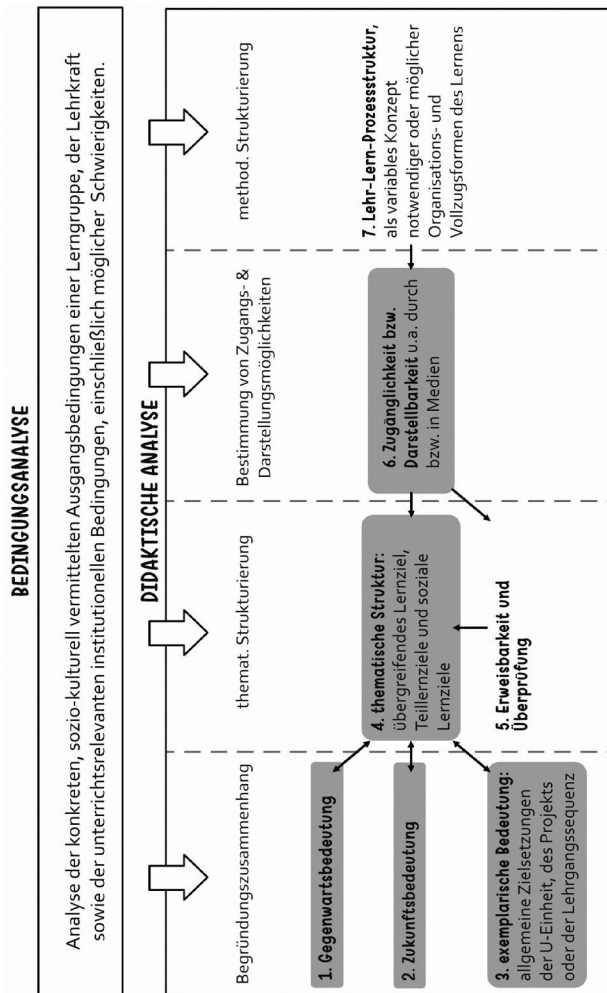 BEDINGUNGSANALYSE
Analyse der konkreten, sozio-kulturell vermittelten Ausgangsbedingungen einer Lerngruppe, der Lehrkraft
sowie der unterrichtsrelevanten institutionellen Bedingungen, einschließlich möglicher Schwierigkeiten.
DIDAKTISCHE ANALYSE
Begründungszusammenhang
1. Gegenwartsbedeutung
2. Zukunftsbedeutung
3. exemplarische Bedeutung:
allgemeine Zielsetzungen
der U-Einheit, des Projekts
oder der Lehrgangssequenz
themat. Strukturierung
4. thematische Struktur:
übergreifendes Lernziel,
Teillernziele und soziale
Lernziele
5. Erweisbarkeit und
Überprüfung
Bestimmung von Zugangs- &
Darstellungsmöglichkeiten
6. Zugänglichkeit bzw.
Darstellbarkeit u.a. durch
bzw. in Medien
method. Strukturierung
7. Lehr-Lern-Prozessstruktur,
als variables Konzept
notwendiger oder möglicher
Organisations- und
Vollzugsformen des Lernens